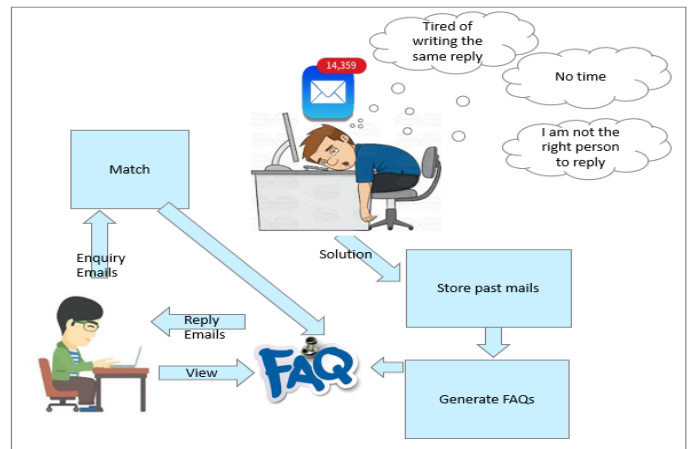 Tired of
writing the
same reply
14,359
No time
I am not the
right person
to reply
Match
Enquiry
Emails
Solution
Store past mails
Reply
Emails
FAQ
View
Generate FAQs